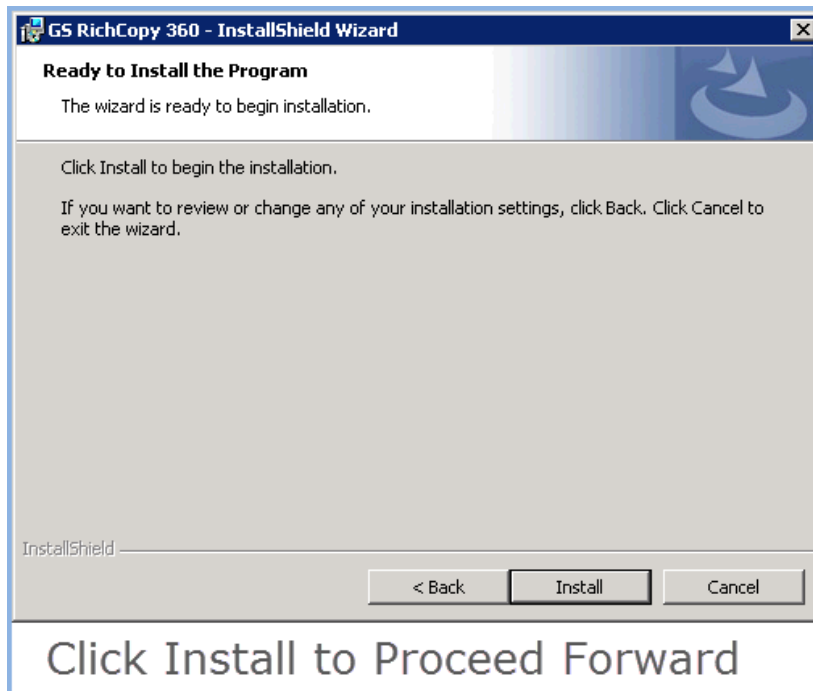 GS RichCopy 360 - InstallShield Wizard
Ready to Install the Program
The wizard is ready to begin installation.
Click Install to begin the installation.
If you want to review or change any of your installation settings, click Back. Click Cancel to
exit the wizard.
InstallShield
< Back Install Cancel
Click Install to Proceed Forward